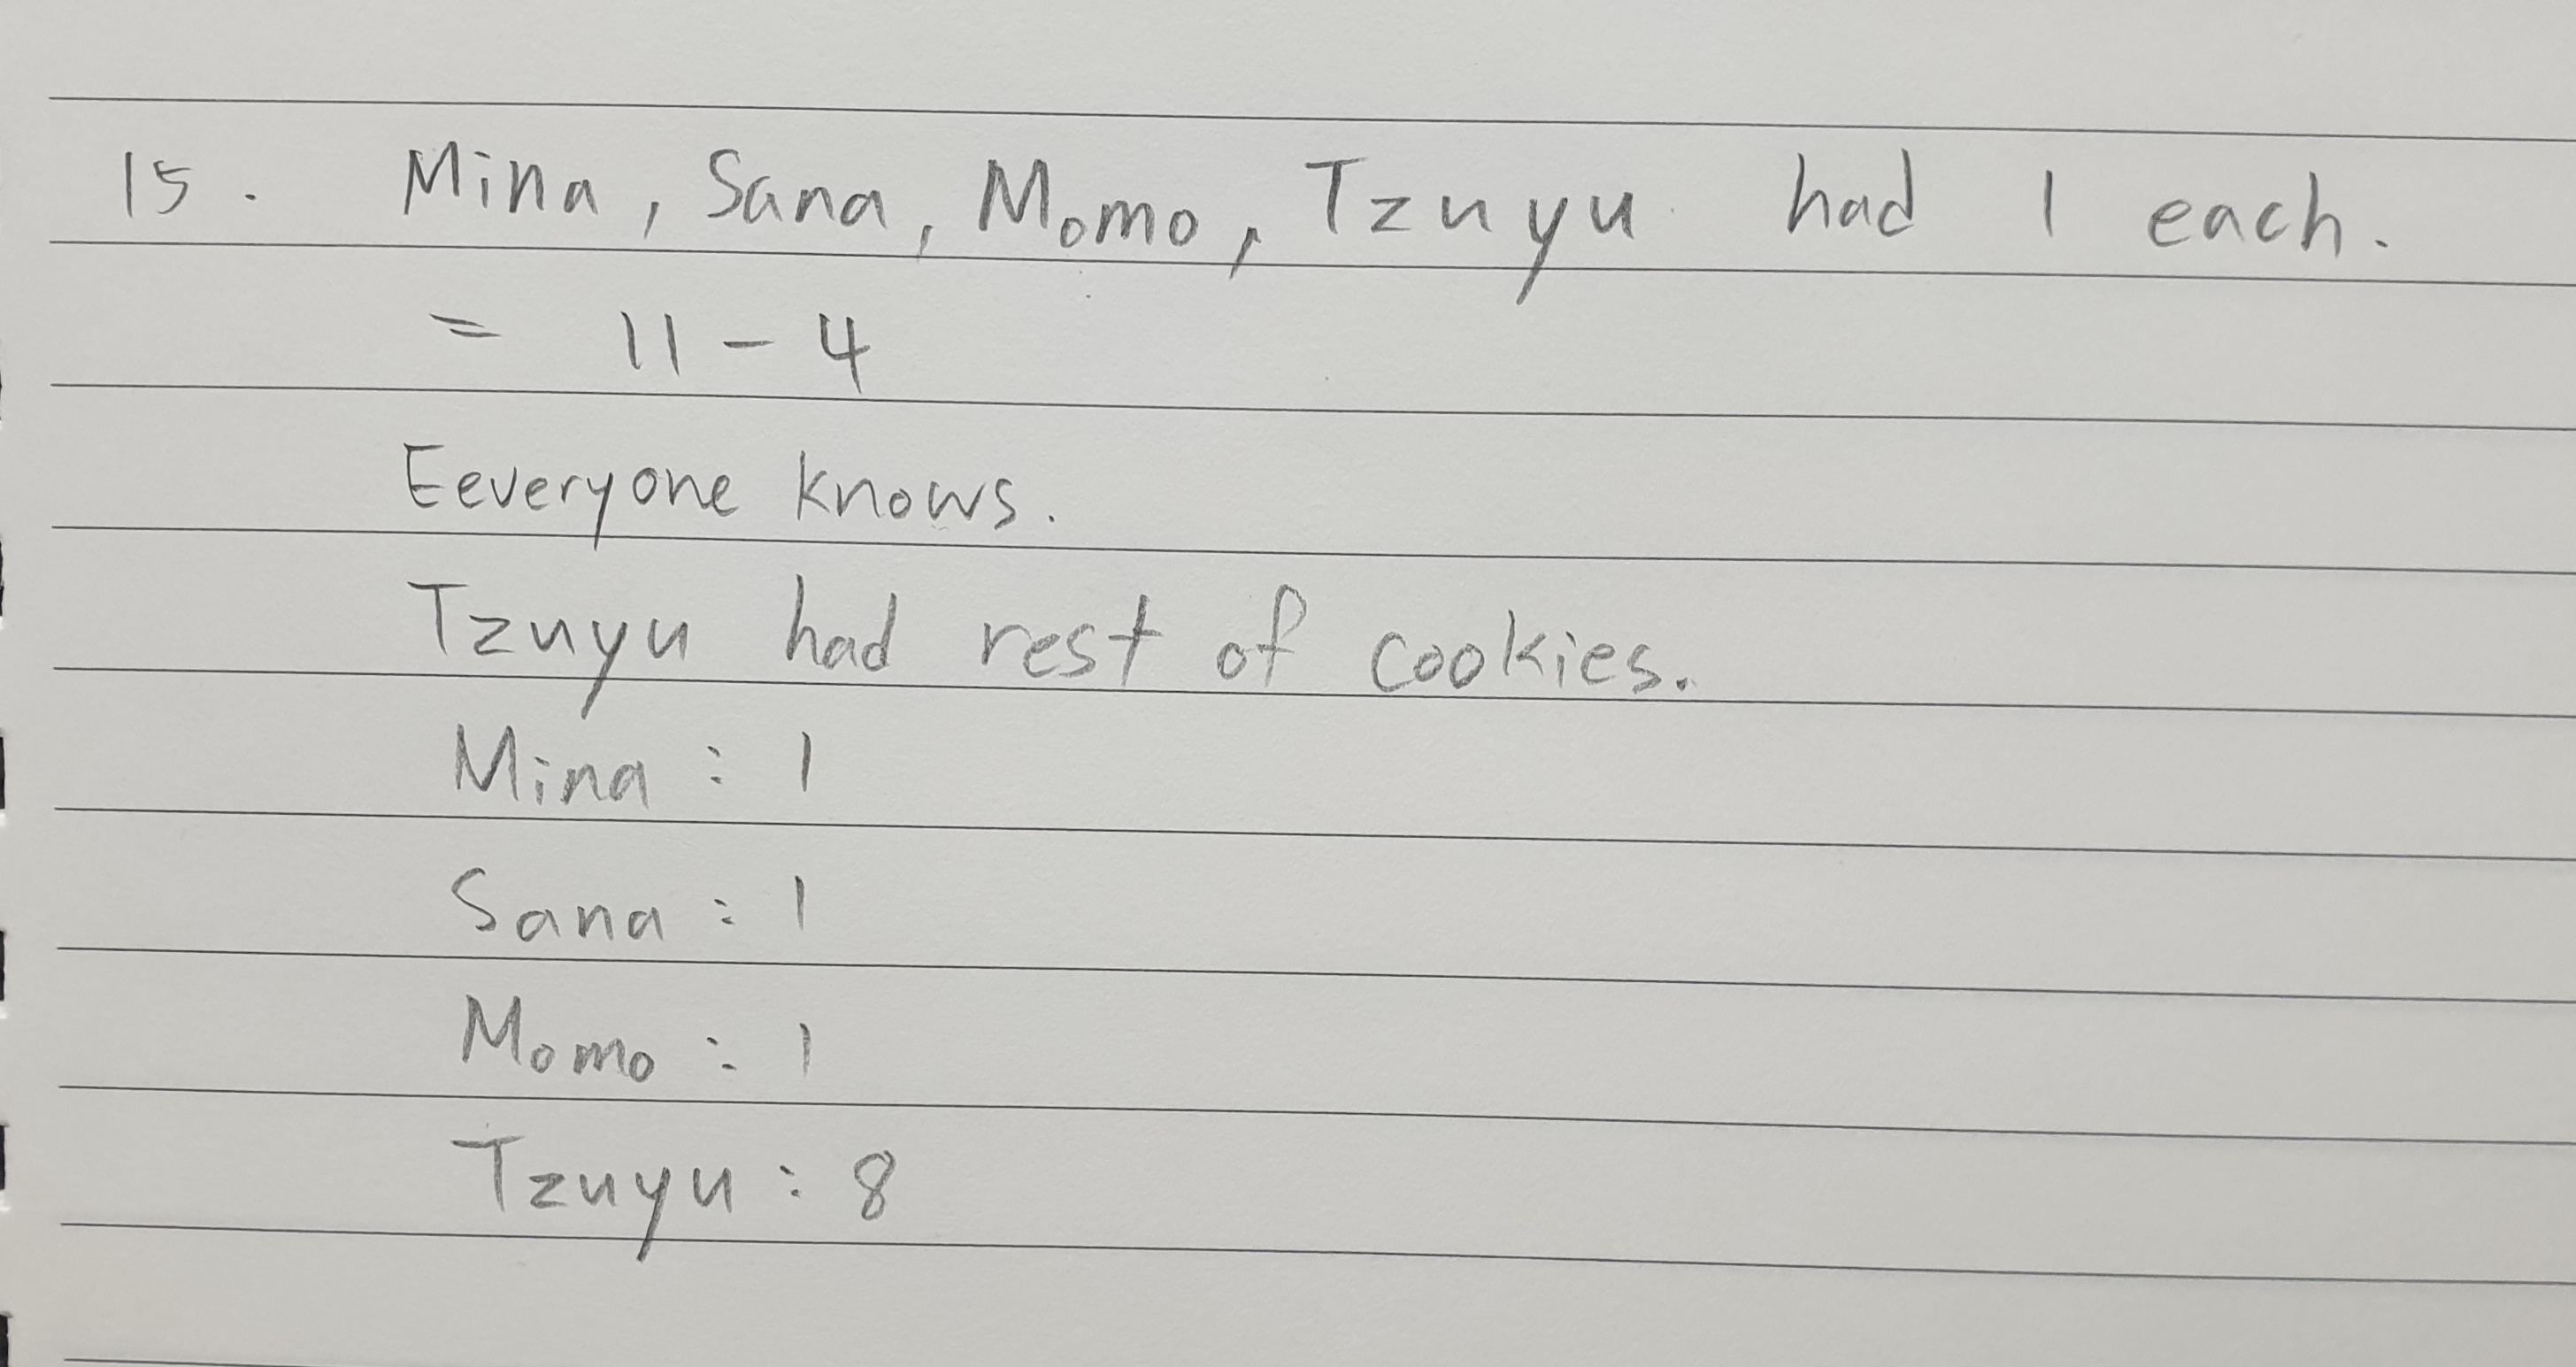 15. Mina, Sana, Momo, Tzuyu had 1 each.
= 11 - 4
Eeveryone knows.
Tzuyu had rest of cookies.
Mina : 1
Sana : 1
Momo : 1
Tzuyu : 8